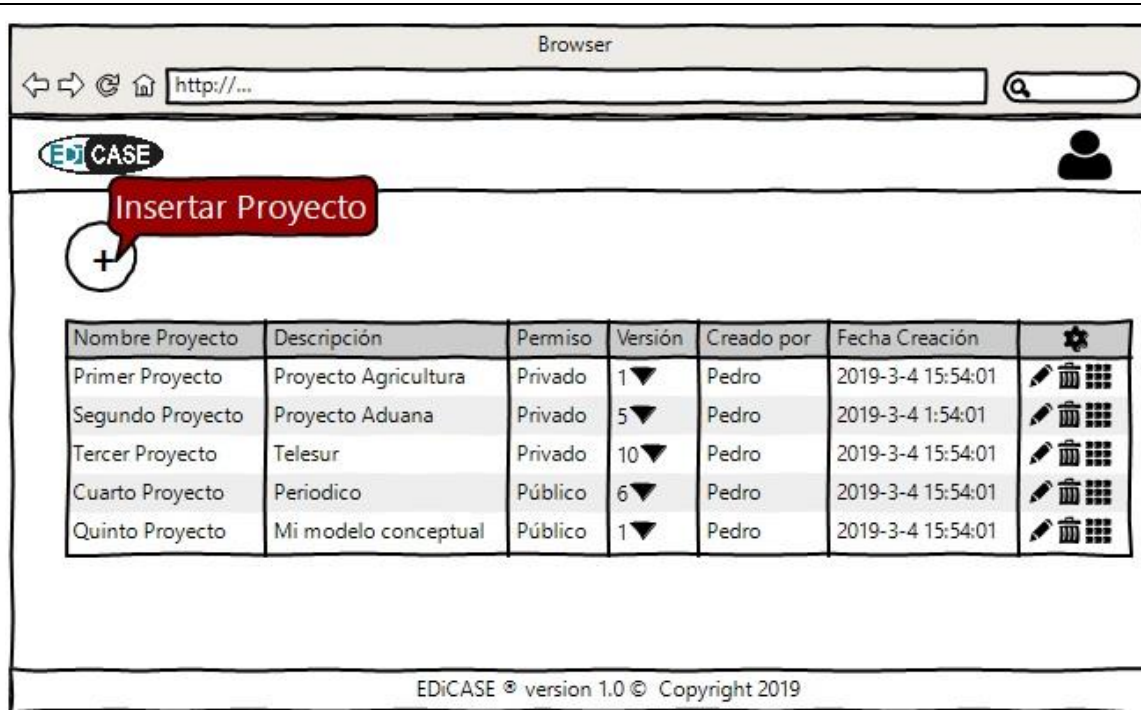 Browser
http://...
EDiCASE
Insertar Proyecto
+
Nombre Proyecto Descripción Permiso Versión Creado por Fecha Creación
Primer Proyecto Proyecto Agricultura Privado 1 Pedro 2019-3-4 15:54:01
Segundo Proyecto Proyecto Aduana Privado 5 Pedro 2019-3-4 1:54:01
Tercer Proyecto Telesur Privado 10 Pedro 2019-3-4 15:54:01
Cuarto Proyecto Periodico Público 6 Pedro 2019-3-4 15:54:01
Quinto Proyecto Mi modelo conceptual Público 1 Pedro 2019-3-4 15:54:01
EDiCASE ® version 1.0 © Copyright 2019